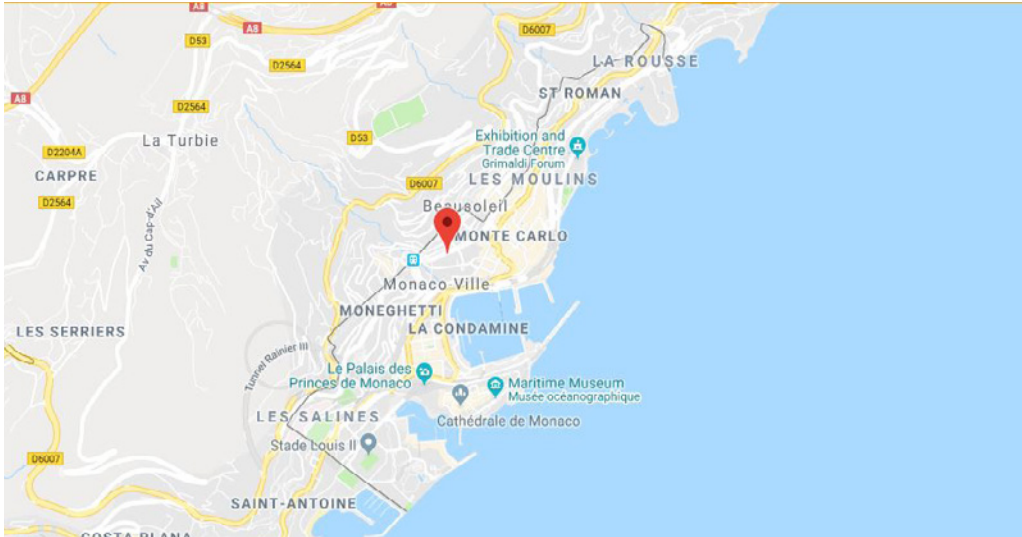 A8
A8
D53
D6007
LA ROUSSE
D2564
ST ROMAN
A8
D2564
La Turbie
D53
Exhibition and
Trade Centre
Grimaldi Forum
D2204A
CARPRE
D6007
LES MOULINS
D2564
Beausoleil
MONTE CARLO
Av du Cap-d'Ail
Monaco Ville
MONEGHETTI
LES SERRIERS
LA CONDAMINE
Tunnel Rainier III
Le Palais des
Princes de Monaco
Maritime Museum
Musée océanographique
LES SALINES
Cathédrale de Monaco
Stade Louis II
D6007
SAINT-ANTOINE
COSTA PLANA